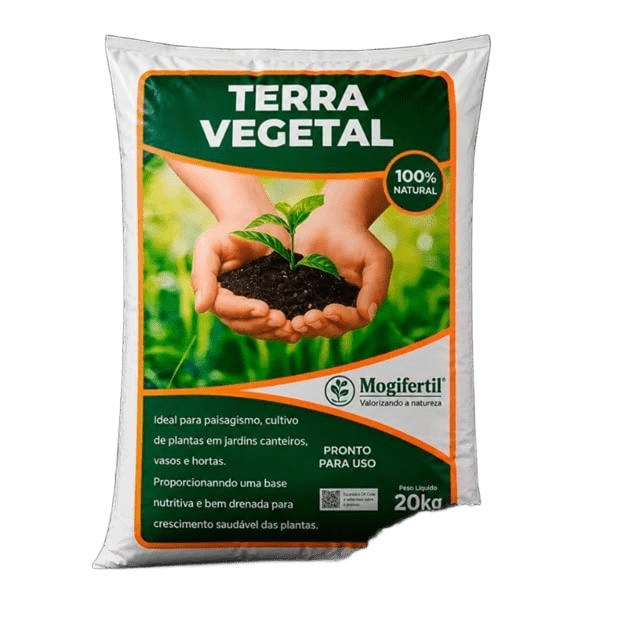 TERRA
VEGETAL
100%
NATURAL
Mogifertil®
Valorizando a natureza
Ideal para paisagismo, cultivo
de plantas em jardins canteiros,
vasos e hortas.
Proporcionanndo uma base
nutritiva e bem drenada para
crescimento saudável das plantas.
PRONTO
PARA USO
Peso Líquido
20kg